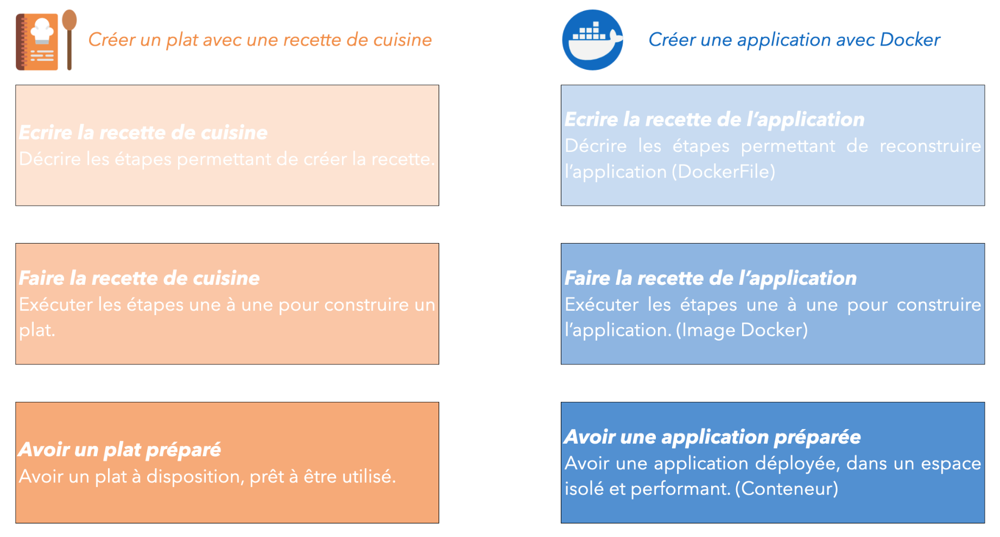 Créer un plat avec une recette de cuisine
Ecrire la recette de cuisine
Décrire les étapes permettant de créer la recette.
Faire la recette de cuisine
Exécuter les étapes une à une pour construire un
plat.
Avoir un plat préparé
Avoir un plat à disposition, prêt à être utilisé.
Créer une application avec Docker
Ecrire la recette de l’application
Décrire les étapes permettant de reconstruire
l’application (DockerFile)
Faire la recette de l’application
Exécuter les étapes une à une pour construire
l’application. (Image Docker)
Avoir une application préparée
Avoir une application déployée, dans un espace
isolé et performant. (Conteneur)